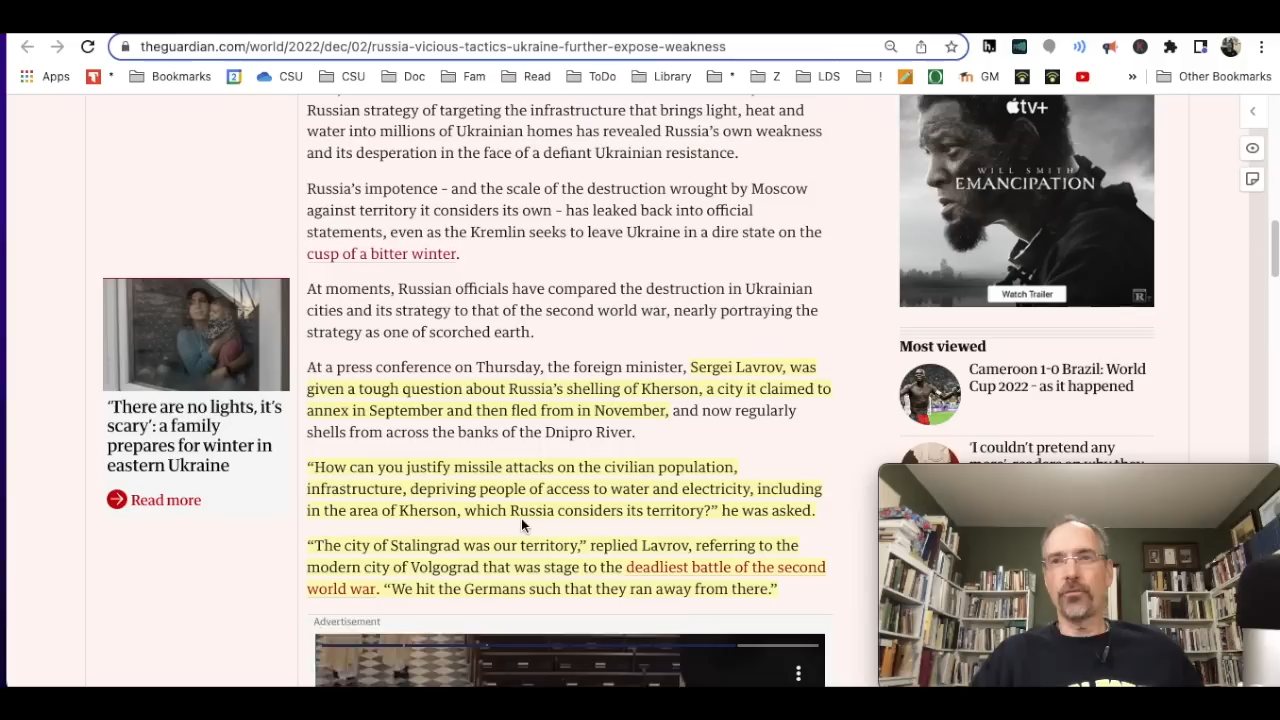 theguardian.com/world/2022/dec/02/russia-vicious-tactics-ukraine-further-expose-weakness
Apps
Bookmarks
CSU
CSU
Doc
Fam
Read
ToDo
Library
*
Z
LDS
!
GM
»
Other Bookmarks
Russian strategy of targeting the infrastructure that brings light, heat and
water into millions of Ukrainian homes has revealed Russia's own weakness
and its desperation in the face of a defiant Ukrainian resistance.
Russia's impotence – and the scale of the destruction wrought by Moscow
against territory it considers its own – has leaked back into official
statements, even as the Kremlin seeks to leave Ukraine in a dire state on the
cusp of a bitter winter.
At moments, Russian officials have compared the destruction in Ukrainian
cities and its strategy to that of the second world war, nearly portraying the
strategy as one of scorched earth.
At a press conference on Thursday, the foreign minister, Sergei Lavrov, was
given a tough question about Russia's shelling of Kherson, a city it claimed to
annex in September and then fled from in November, and now regularly
shells from across the banks of the Dnipro River.
“How can you justify missile attacks on the civilian population,
infrastructure, depriving people of access to water and electricity, including
in the area of Kherson, which Russia considers its territory?” he was asked.
“The city of Stalingrad was our territory,” replied Lavrov, referring to the
modern city of Volgograd that was stage to the deadliest battle of the second
world war. “We hit the Germans such that they ran away from there.”
Advertisement
‘There are no lights, it's
scary’: a family
prepares for winter in
eastern Ukraine
Read more
tv+
WILL SMITH
EMANCIPATION
Watch Trailer
R
Most viewed
Cameroon 1-0 Brazil: World
Cup 2022 – as it happened
‘I couldn't pretend any